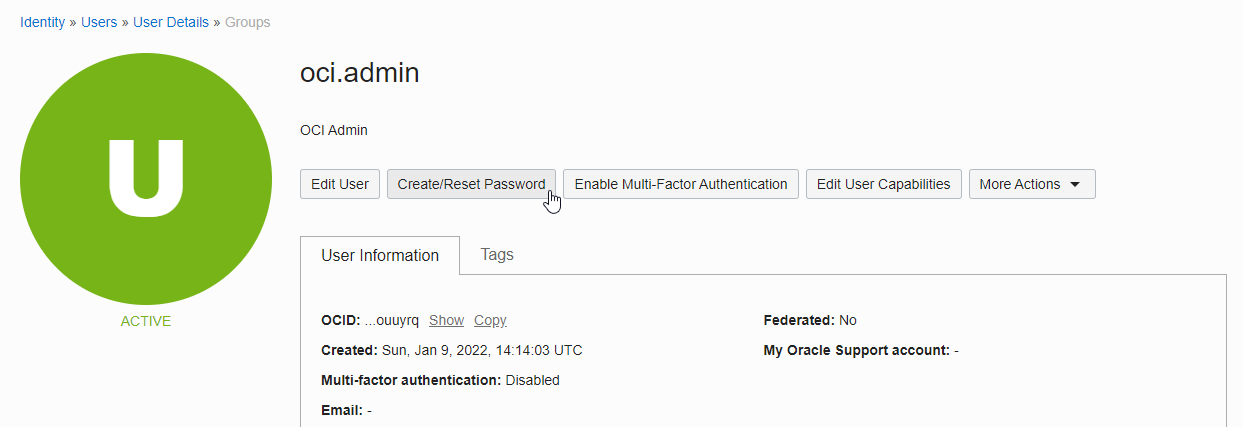 Identity » Users » User Details » Groups
U
ACTIVE
oci.admin
OCI Admin
Edit User Create/Reset Password Enable Multi-Factor Authentication Edit User Capabilities More Actions
User Information Tags
OCID: ...ouuyrq Show Copy
Created: Sun, Jan 9, 2022, 14:14:03 UTC
Multi-factor authentication: Disabled
Email: -
Federated: No
My Oracle Support account: -